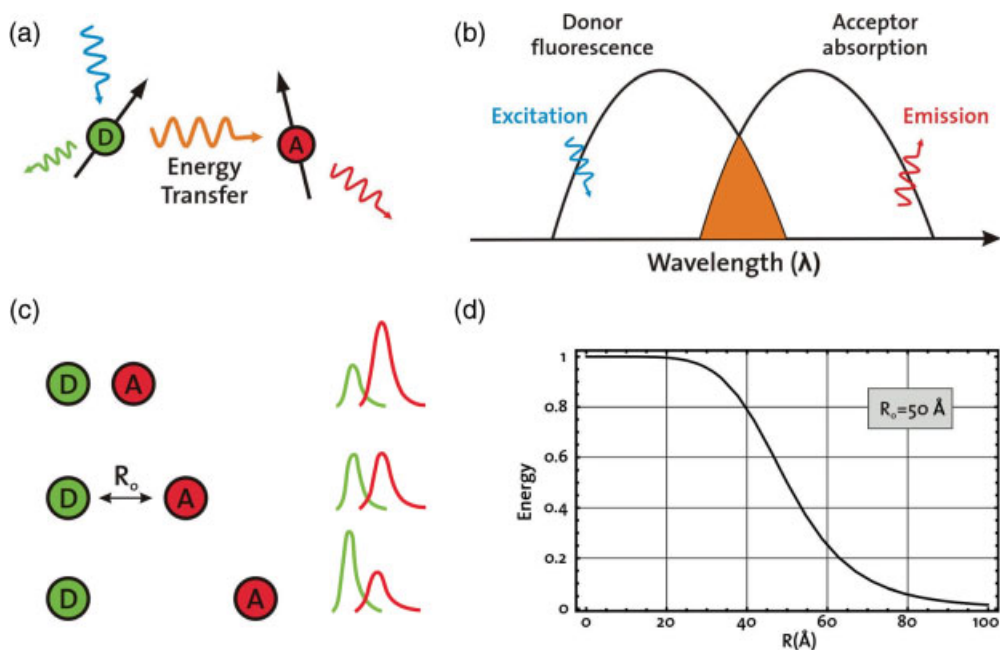 (a)
D
A
Energy
Transfer
(b)
Donor
fluorescence
Acceptor
absorption
Excitation
Emission
Wavelength (λ)
(c)
D
A
D
Rₒ
A
D
A
(d)
Rₒ=50 Å
Energy
1
0.8
0.6
0.4
0.2
0
0
20
40
60
80
100
R(Å)